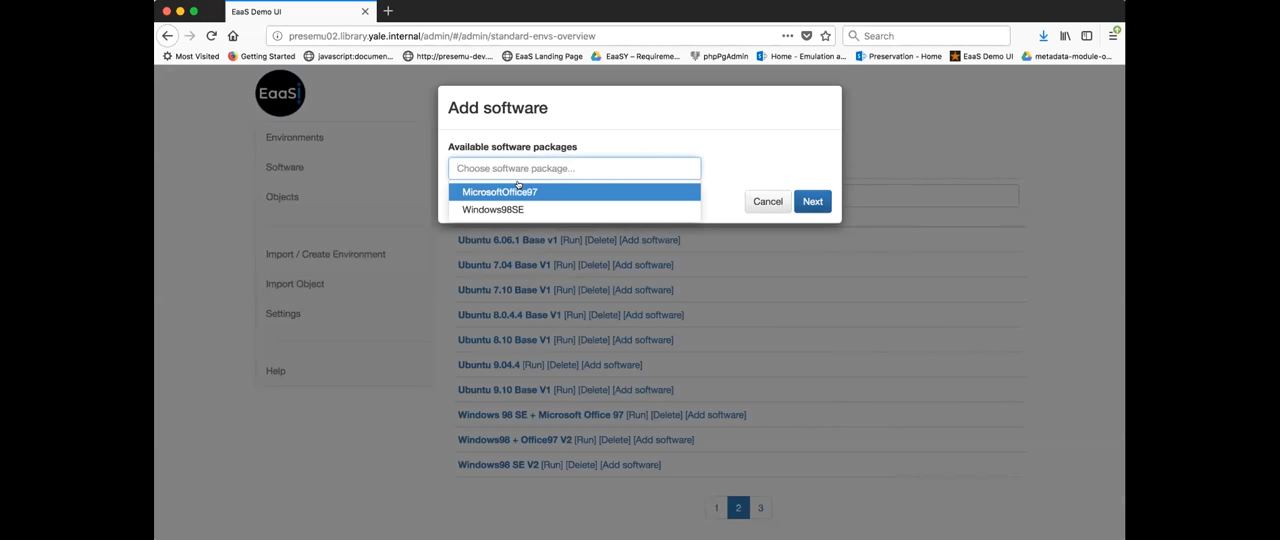 EaaS Demo UI
presemu02.library.yale.internal/admin/#/admin/standard-envs-overview
Search
Most Visited
Getting Started
javascript:documen...
http://presemu-dev....
EaaS Landing Page
EaaSY – Requireme...
phpPgAdmin
Home - Emulation a...
Preservation - Home
EaaS Demo UI
metadata-module-o...
EaaSi
Environments
Software
Objects
Import / Create Environment
Import Object
Settings
Help
Add software
Available software packages
Choose software package...
MicrosoftOffice97
Windows98SE
Cancel
Next
Ubuntu 6.06.1 Base v1 [Run] [Delete] [Add software]
Ubuntu 7.04 Base V1 [Run] [Delete] [Add software]
Ubuntu 7.10 Base V1 [Run] [Delete] [Add software]
Ubuntu 8.0.4.4 Base V1 [Run] [Delete] [Add software]
Ubuntu 8.10 Base V1 [Run] [Delete] [Add software]
Ubuntu 9.04.4 [Run] [Delete] [Add software]
Ubuntu 9.10 Base V1 [Run] [Delete] [Add software]
Windows 98 SE + Microsoft Office 97 [Run] [Delete] [Add software]
Windows98 + Office97 V2 [Run] [Delete] [Add software]
Windows98 SE V2 [Run] [Delete] [Add software]
1 2 3